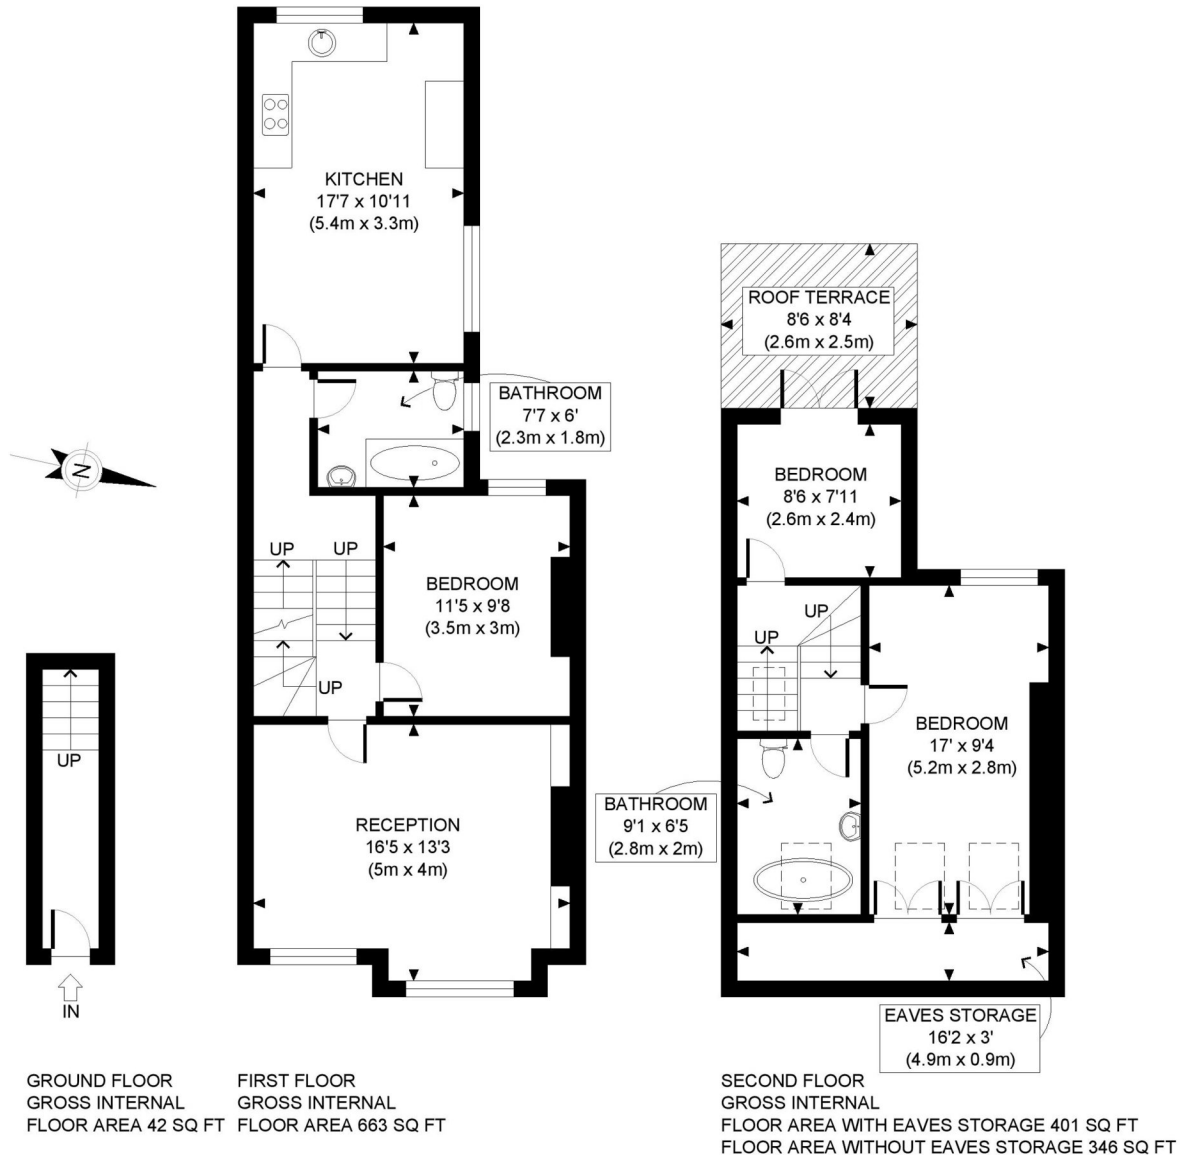 KITCHEN
17'7 x 10'11
(5.4m x 3.3m)
ROOF TERRACE
8'6 x 8'4
(2.6m x 2.5m)
BATHROOM
7'7 x 6'
(2.3m x 1.8m)
N
BEDROOM
8'6 x 7'11
(2.6m x 2.4m)
UP
UP
BEDROOM
11'5 x 9'8
(3.5m x 3m)
UP
UP
UP
UP
BEDROOM
17' x 9'4
(5.2m x 2.8m)
RECEPTION
16'5 x 13'3
(5m x 4m)
BATHROOM
9'1 x 6'5
(2.8m x 2m)
IN
EAVES STORAGE
16'2 x 3'
(4.9m x 0.9m)
GROUND FLOOR
GROSS INTERNAL
FLOOR AREA 42 SQ FT
FIRST FLOOR
GROSS INTERNAL
FLOOR AREA 663 SQ FT
SECOND FLOOR
GROSS INTERNAL
FLOOR AREA WITH EAVES STORAGE 401 SQ FT
FLOOR AREA WITHOUT EAVES STORAGE 346 SQ FT